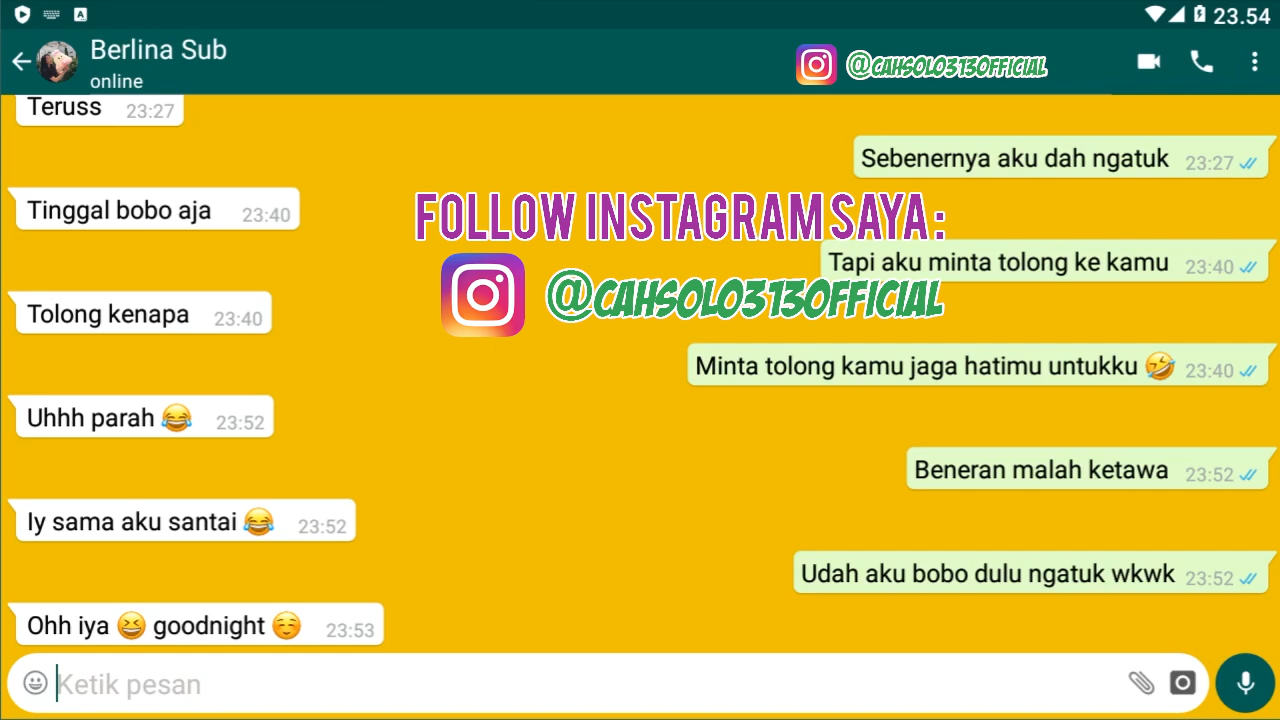 A
23.54
Berlina Sub
online
@CAHSOLO313OFFICIAL
Teruss 23:27
Sebenernya aku dah ngatuk 23:27
Tinggal bobo aja 23:40
FOLLOW INSTAGRAM SAYA :
Tapi aku minta tolong ke kamu 23:40
@CAHSOLO313OFFICIAL
Tolong kenapa 23:40
Minta tolong kamu jaga hatimu untukku 🤣 23:40
Uhhh parah 😂 23:52
Beneran malah ketawa 23:52
Iy sama aku santai 😂 23:52
Udah aku bobo dulu ngatuk wkwk 23:52
Ohh iya 😆 goodnight ☺️ 23:53
Ketik pesan